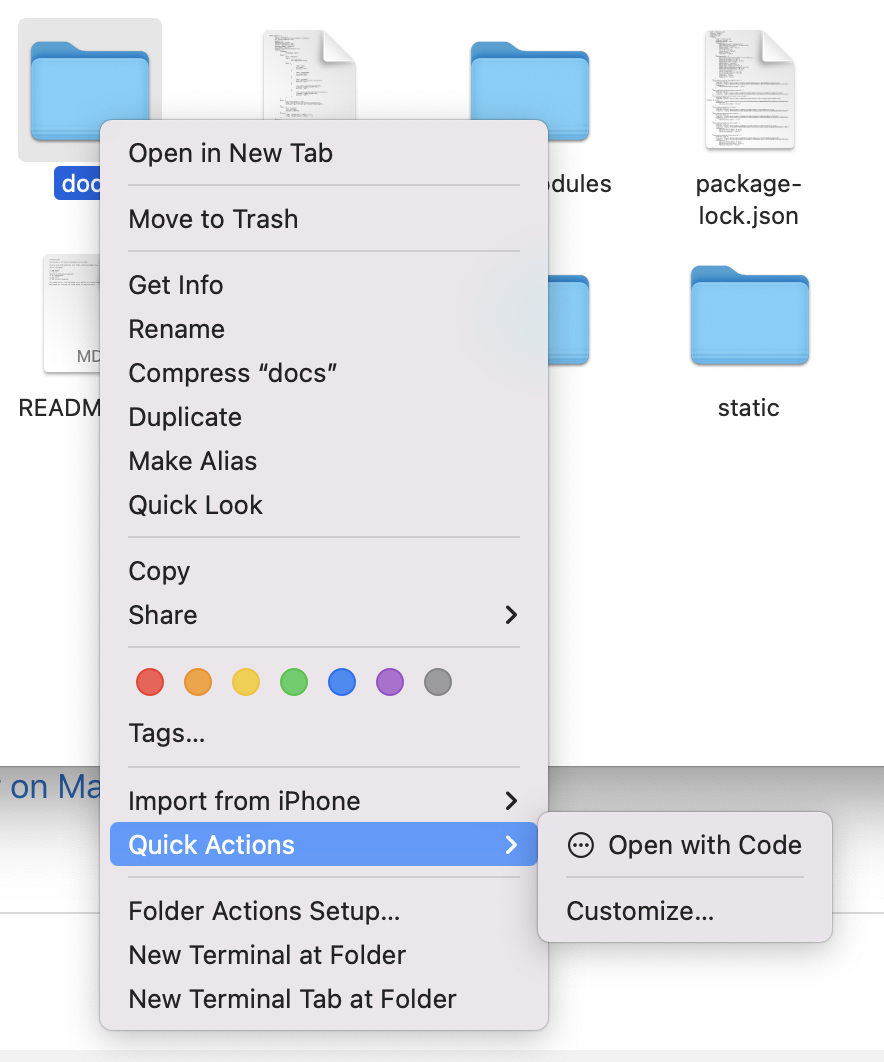 Open in New Tab
doc
Move to Trash
dules
package-
lock.json
Get Info
Rename
MD
Compress “docs”
READM
static
Duplicate
Make Alias
Quick Look
Copy
Share
Tags...
on Ma
Import from iPhone
Quick Actions
Open with Code
Folder Actions Setup...
Customize...
New Terminal at Folder
New Terminal Tab at Folder